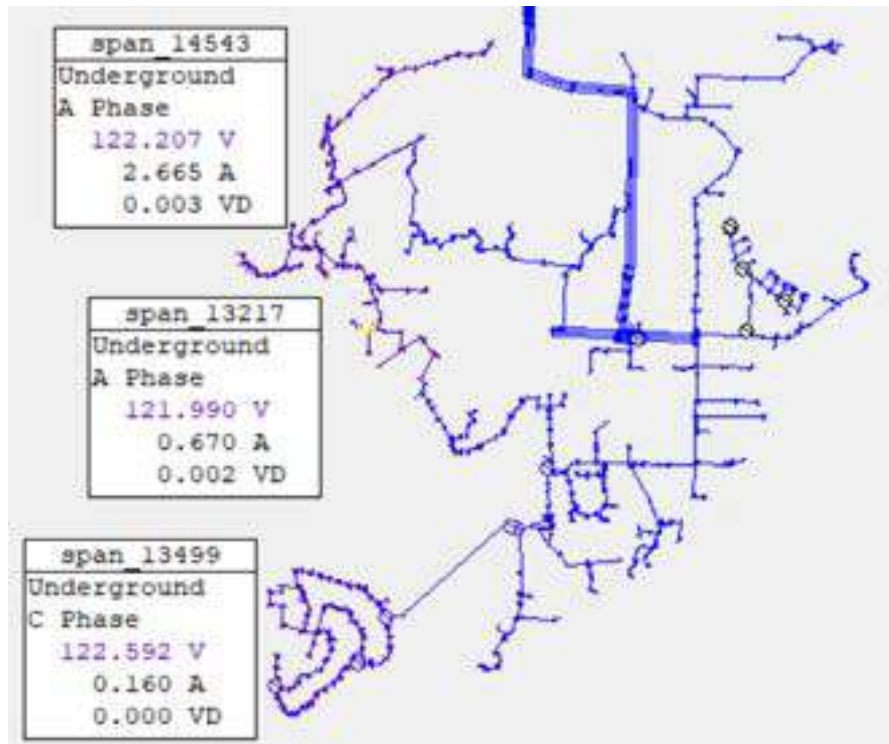 span_14543
Underground
A Phase
122.207 V
2.665 A
0.003 VD
span_13217
Underground
A Phase
121.990 V
0.670 A
0.002 VD
span_13499
Underground
C Phase
122.592 V
0.160 A
0.000 VD